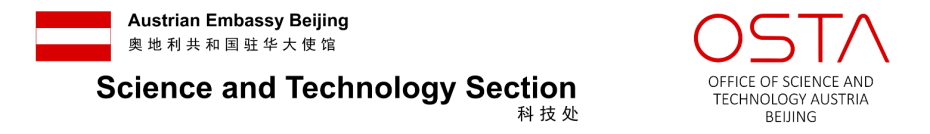 Austrian Embassy Beijing
奥地利共和国驻华大使馆
Science and Technology Section
科技处
OSTA
OFFICE OF SCIENCE AND
TECHNOLOGY AUSTRIA
BEIJING